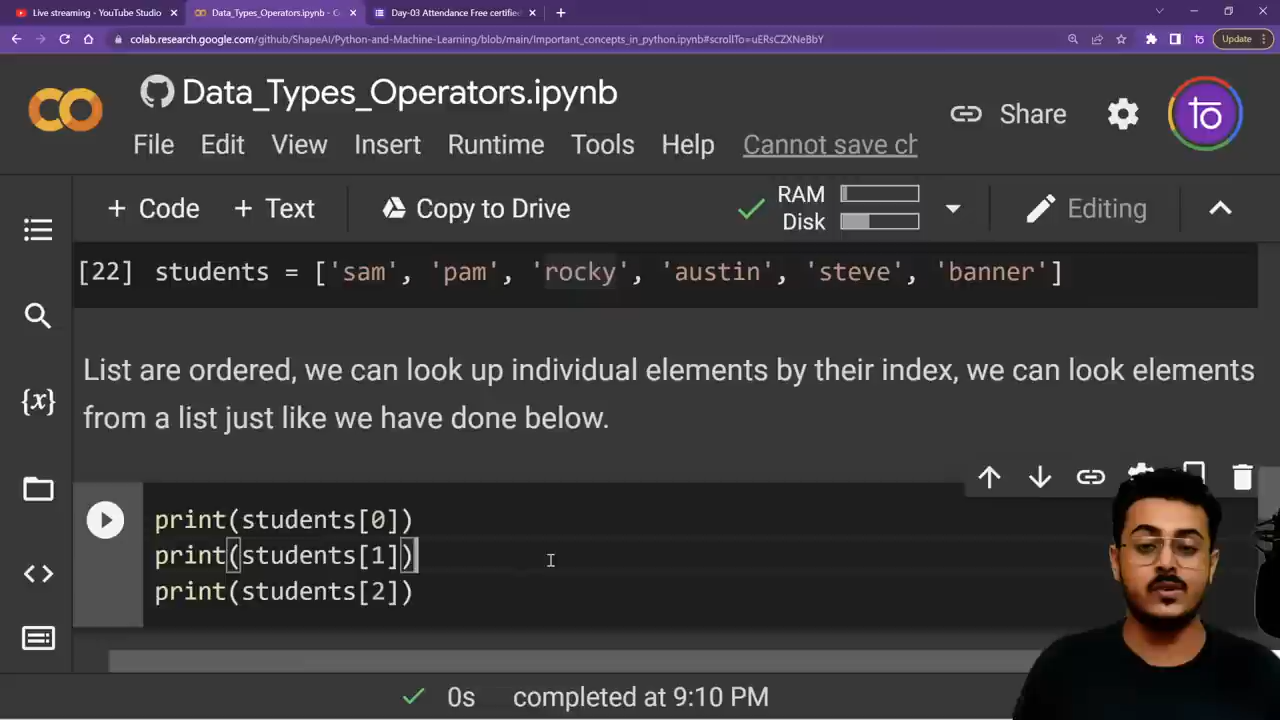 Live streaming - YouTube Studio
Data_Types_Operators.ipynb - C
Day-03 Attendance Free certified
colab.research.google.com/github/ShapeAI/Python-and-Machine-Learning/blob/main/Important_concepts_in_python.ipynb#scrollTo=uERsCZXNeBbY
Update
Data_Types_Operators.ipynb
Share
File Edit View Insert Runtime Tools Help Cannot save ch
+ Code + Text Copy to Drive
RAM
Disk
Editing
[22] students = ['sam', 'pam', 'rocky', 'austin', 'steve', 'banner']
List are ordered, we can look up individual elements by their index, we can look elements
from a list just like we have done below.
{x}
print(students[0])
print(students[1])
print(students[2])
0s completed at 9:10 PM